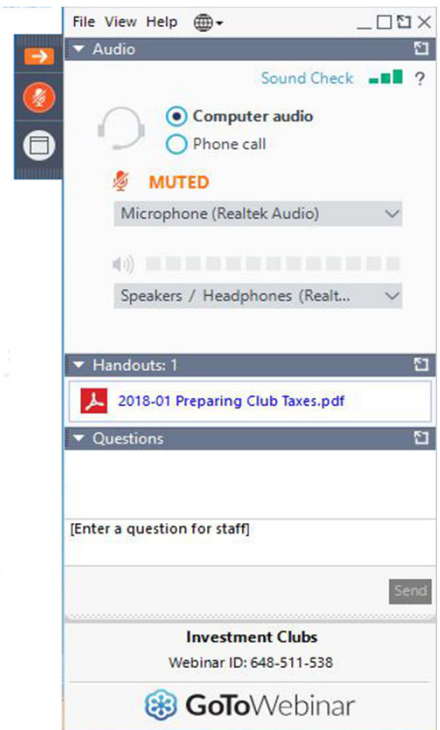 File View Help
Audio
Sound Check ?
Computer audio
Phone call
MUTED
Microphone (Realtek Audio)
Speakers / Headphones (Realt...
Handouts: 1
2018-01 Preparing Club Taxes.pdf
Questions
[Enter a question for staff]
Send
Investment Clubs
Webinar ID: 648-511-538
GoToWebinar